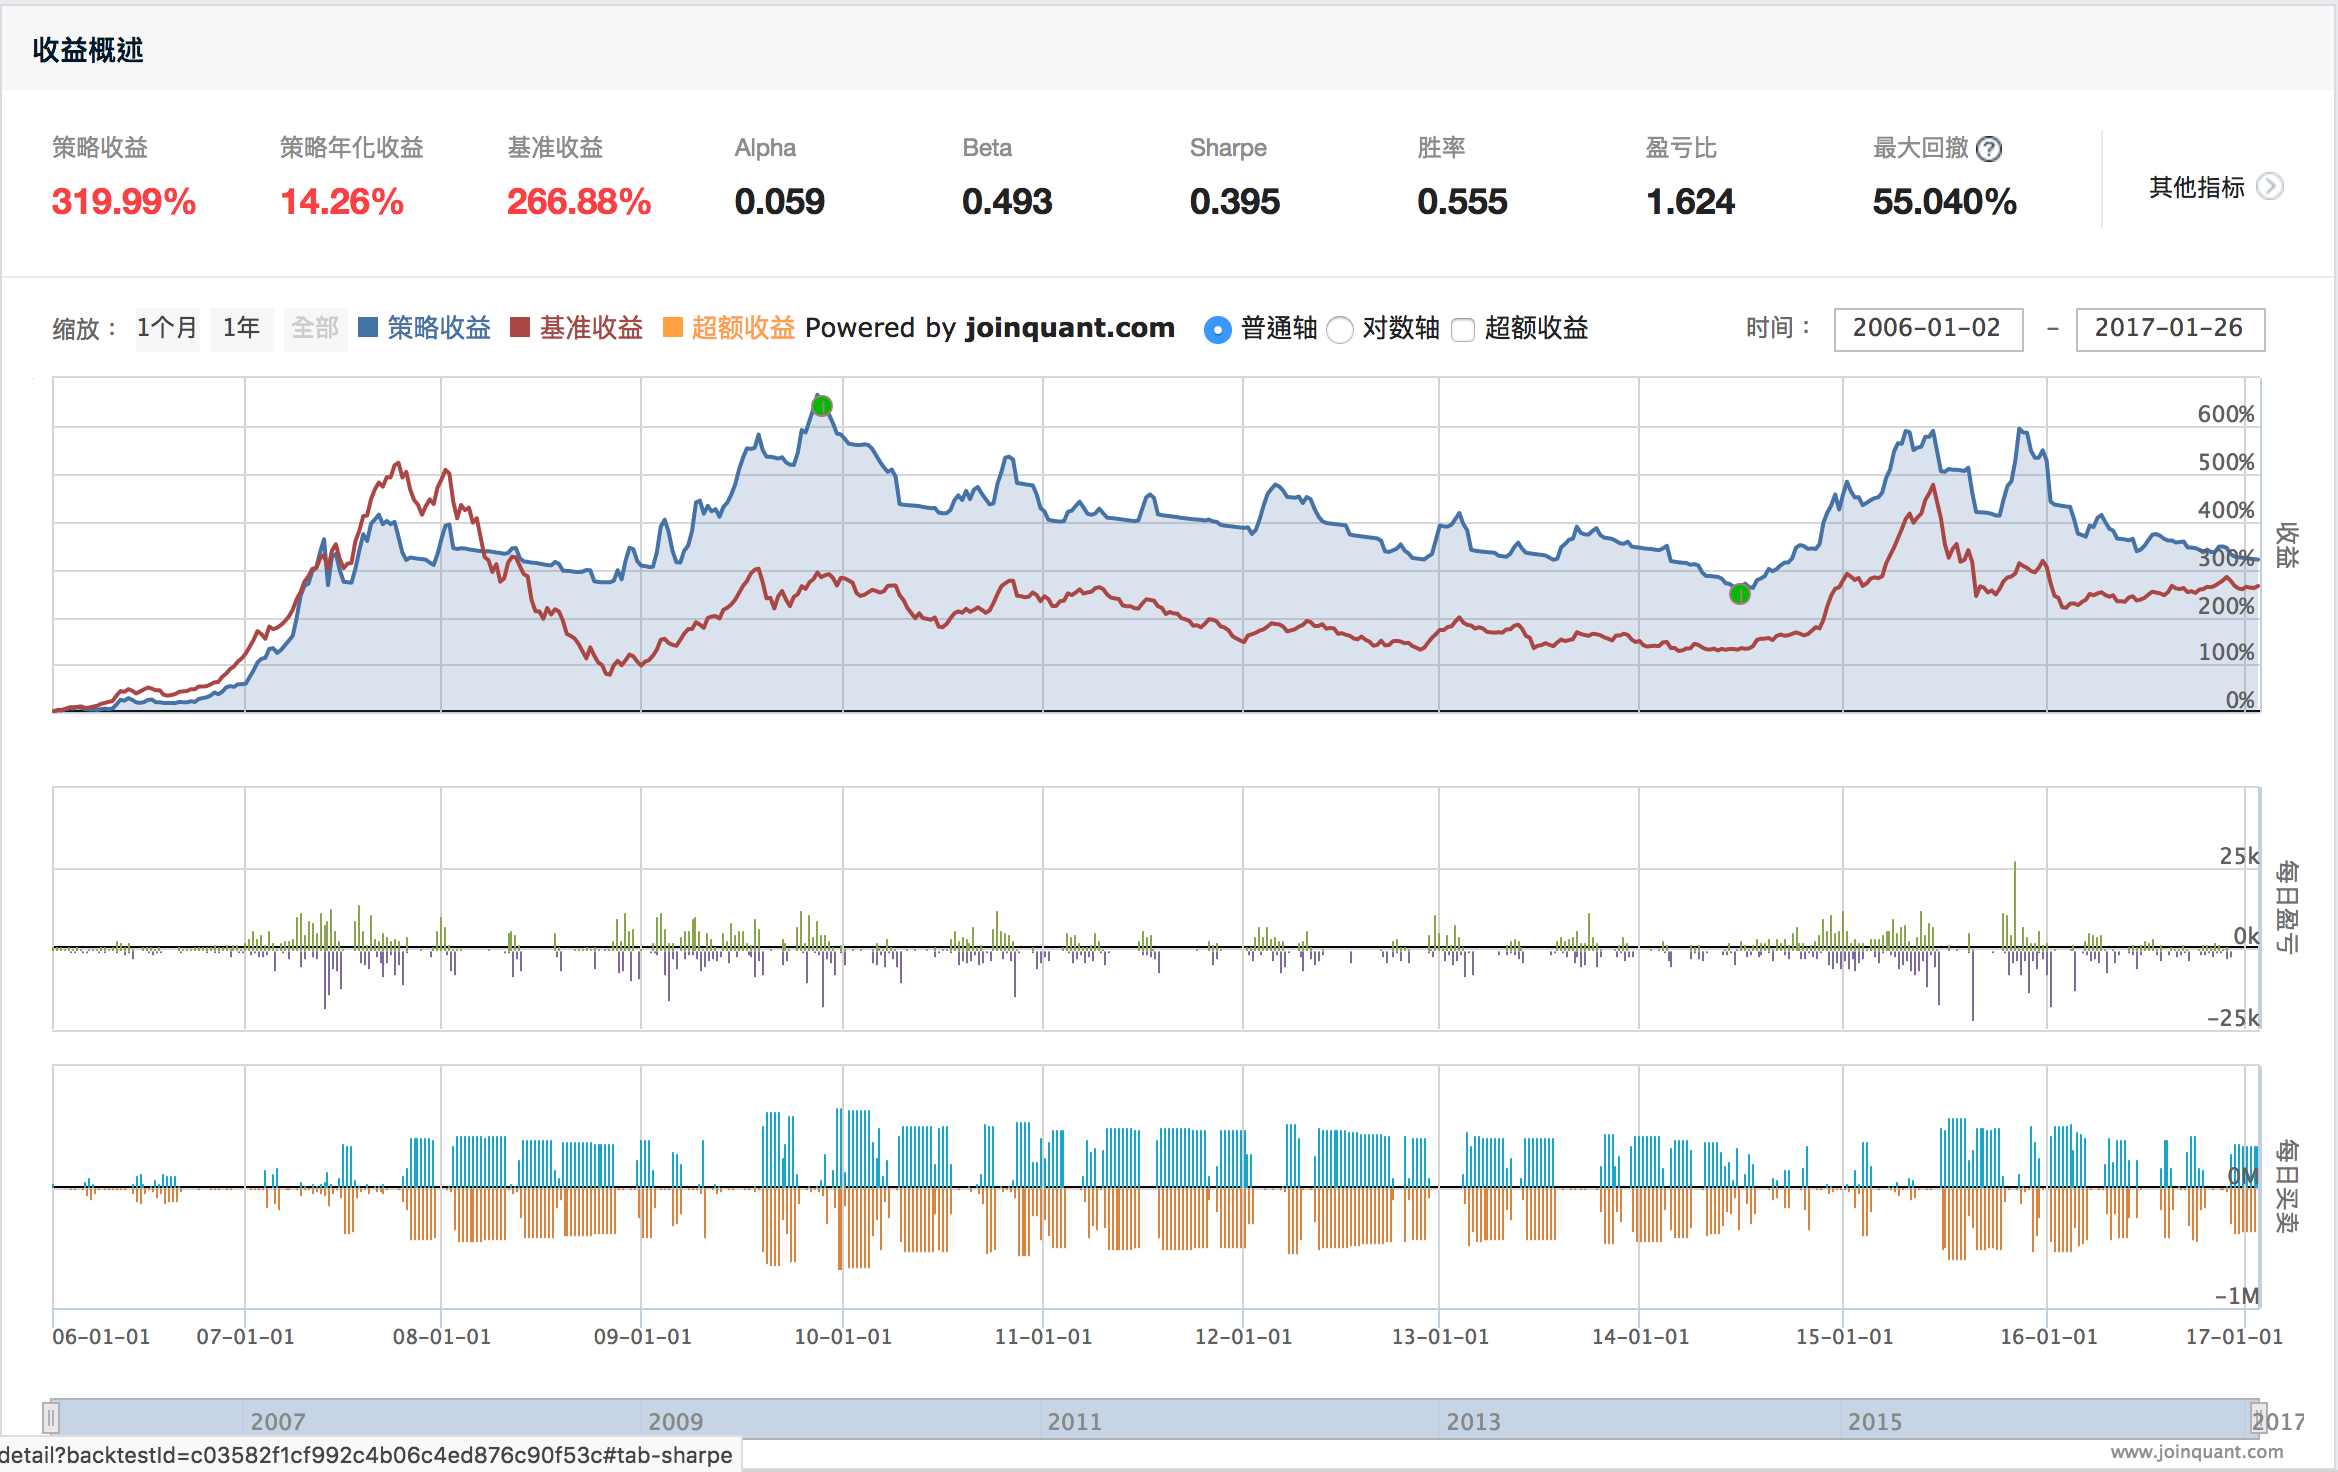 收益概述
策略收益 策略年化收益 基准收益 Alpha Beta Sharpe 胜率 盈亏比 最大回撤 ?
319.99% 14.26% 266.88% 0.059 0.493 0.395 0.555 1.624 55.040% 其他指标
缩放： 1个月 1年 全部 策略收益 基准收益 超额收益 Powered by joinquant.com 普通轴 对数轴 超额收益 时间： 2006-01-02 – 2017-01-26
600%
500%
400%
300%
200%
100%
0%
收益
25k
0k
-25k
每日盈亏
0M
-1M
每日买卖
06-01-01 07-01-01 08-01-01 09-01-01 10-01-01 11-01-01 12-01-01 13-01-01 14-01-01 15-01-01 16-01-01 17-01-01
2007 2009 2011 2013 2015 2017
detail?backtestId=c03582f1cf992c4b06c4ed876c90f53c#tab-sharpe
www.joinquant.com